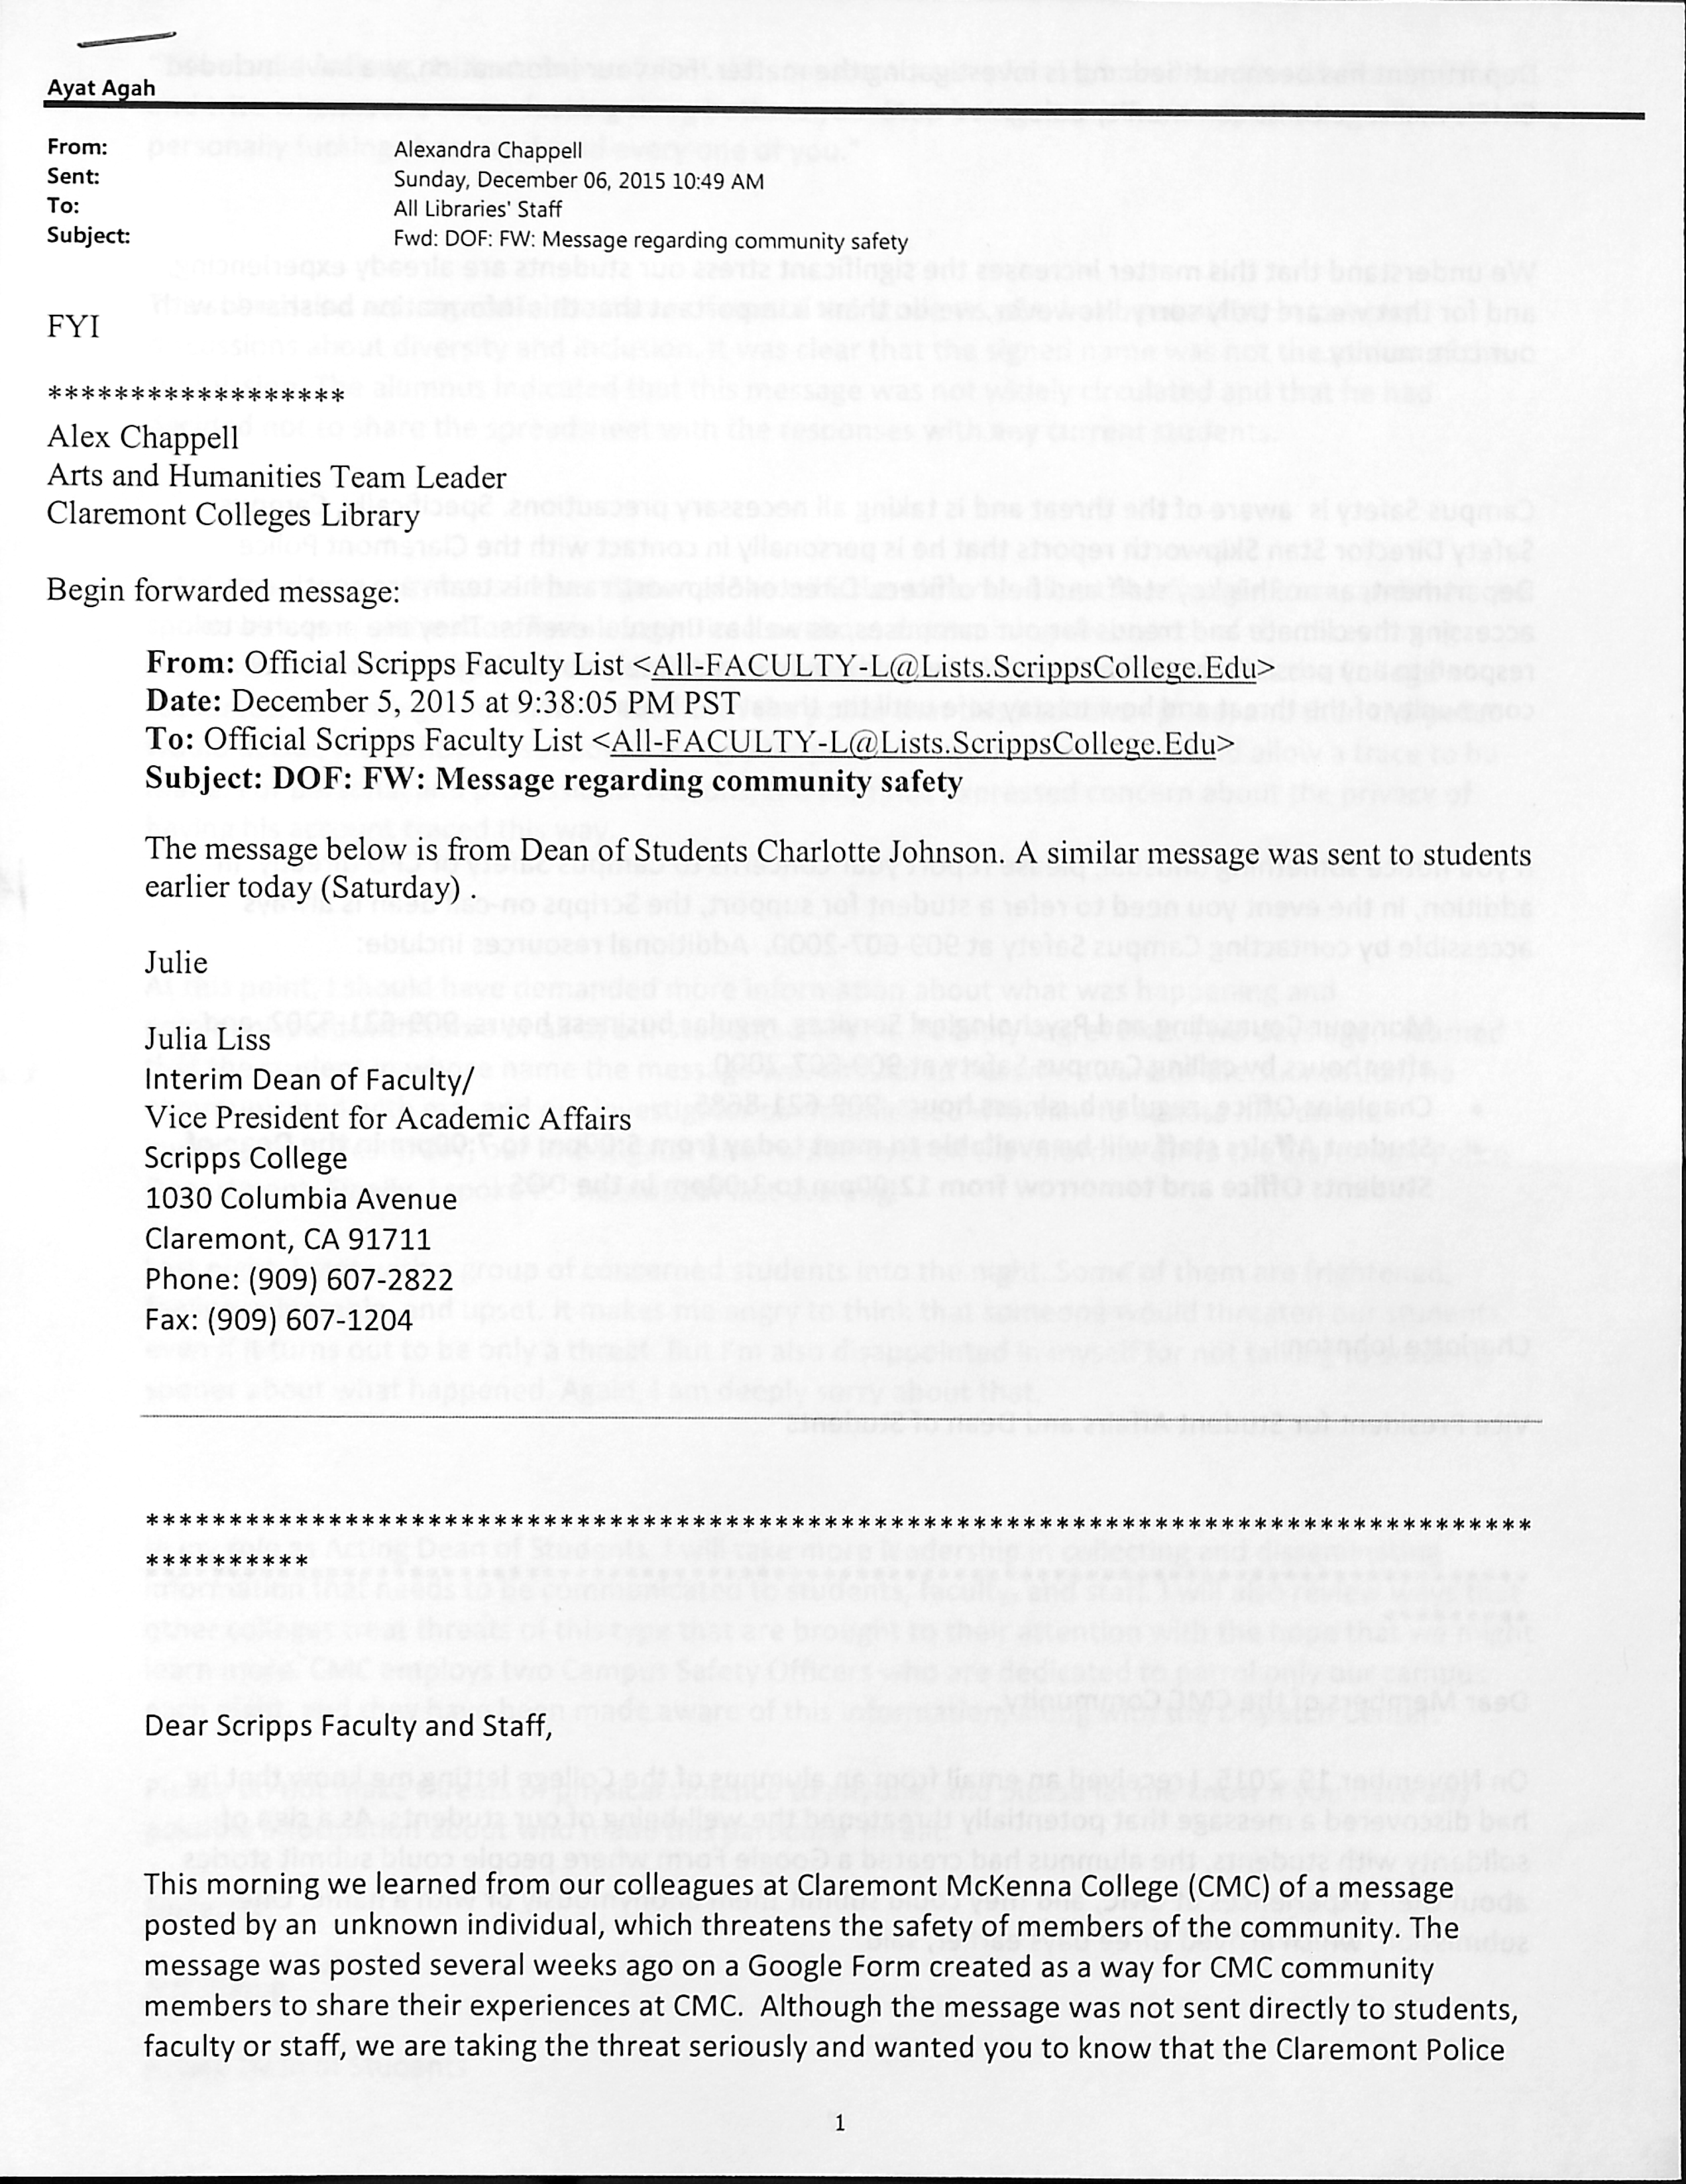 Ayat Agah
From: Alexandra Chappell
Sent: Sunday, December 06, 2015 10:49 AM
To: All Libraries' Staff
Subject: Fwd: DOF: FW: Message regarding community safety
FYI
******************
Alex Chappell
Arts and Humanities Team Leader
Claremont Colleges Library
Begin forwarded message:
From: Official Scripps Faculty List <All-FACULTY-L@Lists.ScrippsCollege.Edu>
Date: December 5, 2015 at 9:38:05 PM PST
To: Official Scripps Faculty List <All-FACULTY-L@Lists.ScrippsCollege.Edu>
Subject: DOF: FW: Message regarding community safety
The message below is from Dean of Students Charlotte Johnson. A similar message was sent to students
earlier today (Saturday) .
Julie
Julia Liss
Interim Dean of Faculty/
Vice President for Academic Affairs
Scripps College
1030 Columbia Avenue
Claremont, CA 91711
Phone: (909) 607-2822
Fax: (909) 607-1204
************************************************************************************
**********
Dear Scripps Faculty and Staff,
This morning we learned from our colleagues at Claremont McKenna College (CMC) of a message
posted by an  unknown individual, which threatens the safety of members of the community. The
message was posted several weeks ago on a Google Form created as a way for CMC community
members to share their experiences at CMC.  Although the message was not sent directly to students,
faculty or staff, we are taking the threat seriously and wanted you to know that the Claremont Police
1